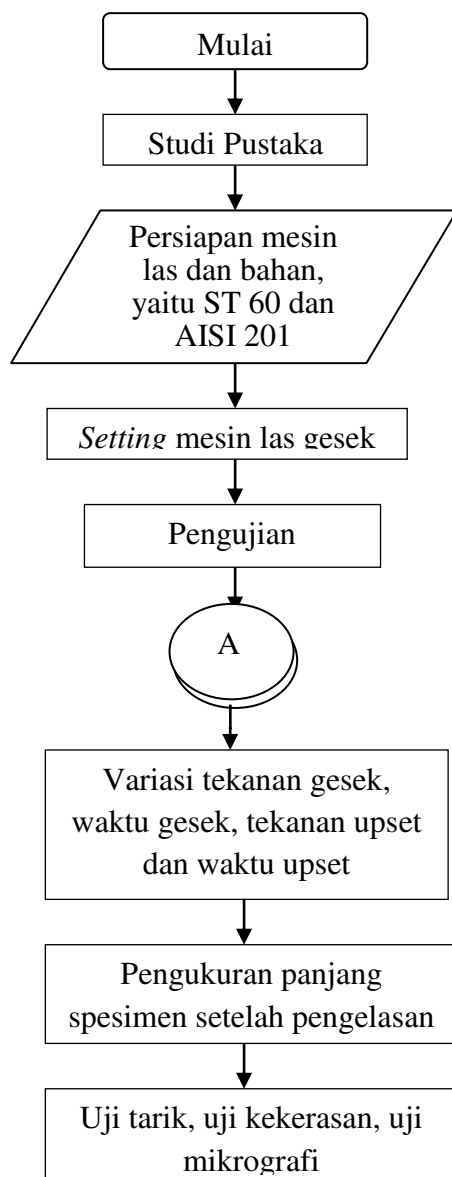 Mulai
Studi Pustaka
Persiapan mesin
las dan bahan,
yaitu ST 60 dan
AISI 201
Setting mesin las gesek
Pengujian
A
Variasi tekanan gesek,
waktu gesek, tekanan upset
dan waktu upset
Pengukuran panjang
spesimen setelah pengelasan
Uji tarik, uji kekerasan, uji
mikrografi